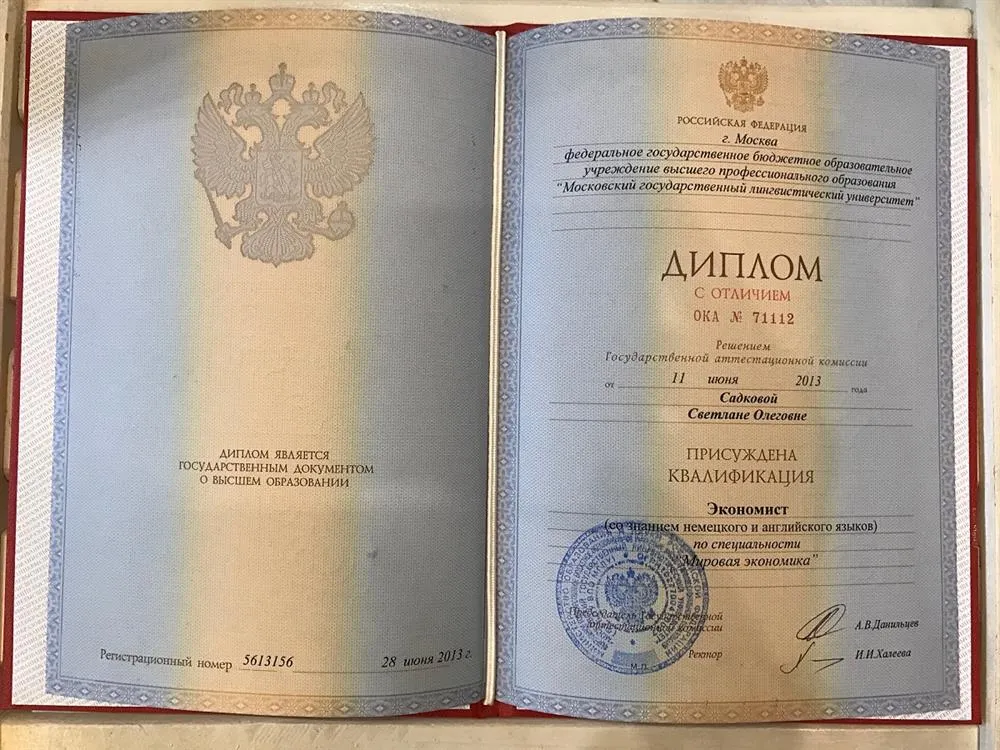 ДИПЛОМ ЯВЛЯЕТСЯ
ГОСУДАРСТВЕННЫМ ДОКУМЕНТОМ
О ВЫСШЕМ ОБРАЗОВАНИИ
Регистрационный номер 5613156 28 июня 2013 г.
РОССИЙСКАЯ ФЕДЕРАЦИЯ
г. Москва
федеральное государственное бюджетное образовательное
учреждение высшего профессионального образования
"Московский государственный лингвистический университет"
ДИПЛОМ
С ОТЛИЧИЕМ
ОКА № 71112
Решением
Государственной аттестационной комиссии
от 11 июня 2013 года
Садковой
Светлане Олеговне
ПРИСУЖДЕНА
КВАЛИФИКАЦИЯ
Экономист
(со знанием немецкого и английского языков)
по специальности
"Мировая экономика"
Председатель Государственной
аттестационной комиссии
А.В.Данильцев
Ректор
И.И.Халеева
М.П.